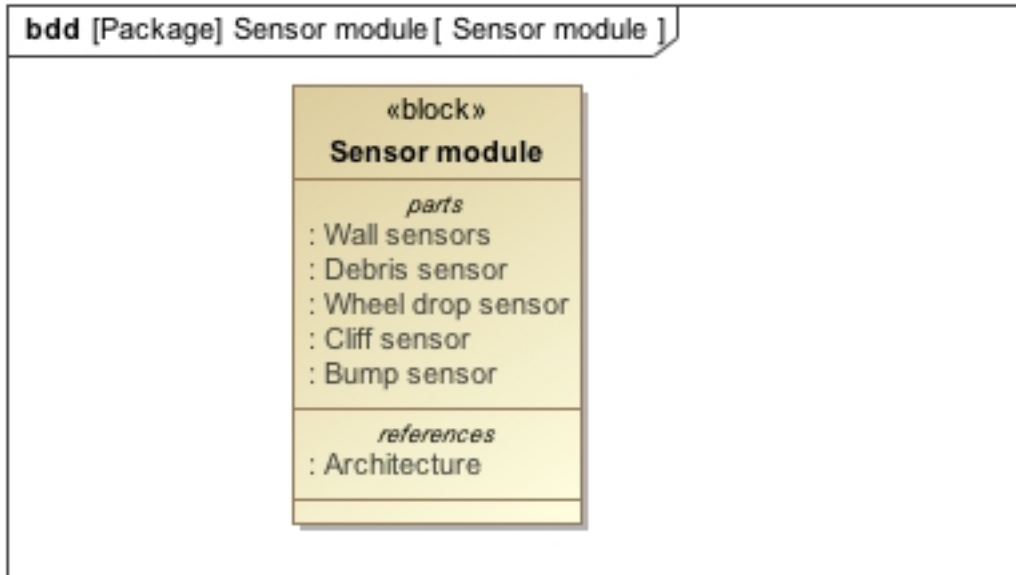 bdd [Package] Sensor module [ Sensor module ]
«block»
Sensor module
parts
: Wall sensors
: Debris sensor
: Wheel drop sensor
: Cliff sensor
: Bump sensor
references
: Architecture